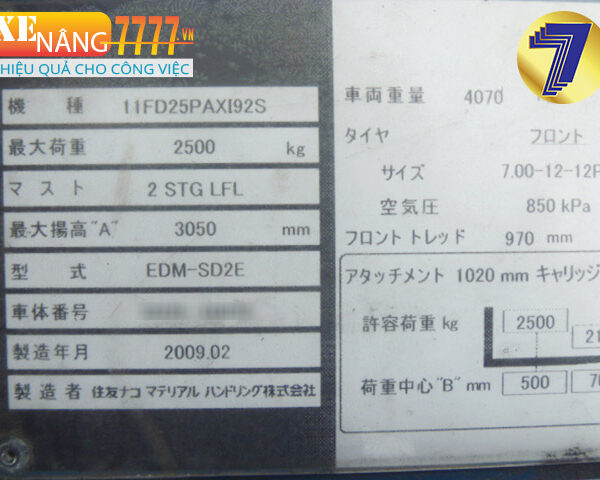 XE
NÂNG7777.VN
HIỆU QUẢ CHO CÔNG VIỆC
7
機 種 11FD25PAXI92S
最大荷重 2500 kg
マスト 2 STG LFL
最大揚高"A" 3050 mm
型 式 EDM-SD2E
車体番号
製造年月 2009.02
製造者 住友ナコ マテリアル ハンドリング株式会社
車両重量 4070
タイヤ フロント
サイズ 7.00-12-12P
空気圧 850 kPa
フロント トレッド 970 mm
アタッチメント 1020 mm キャリッジ
許容荷重 kg 2500
荷重中心"B" mm 500